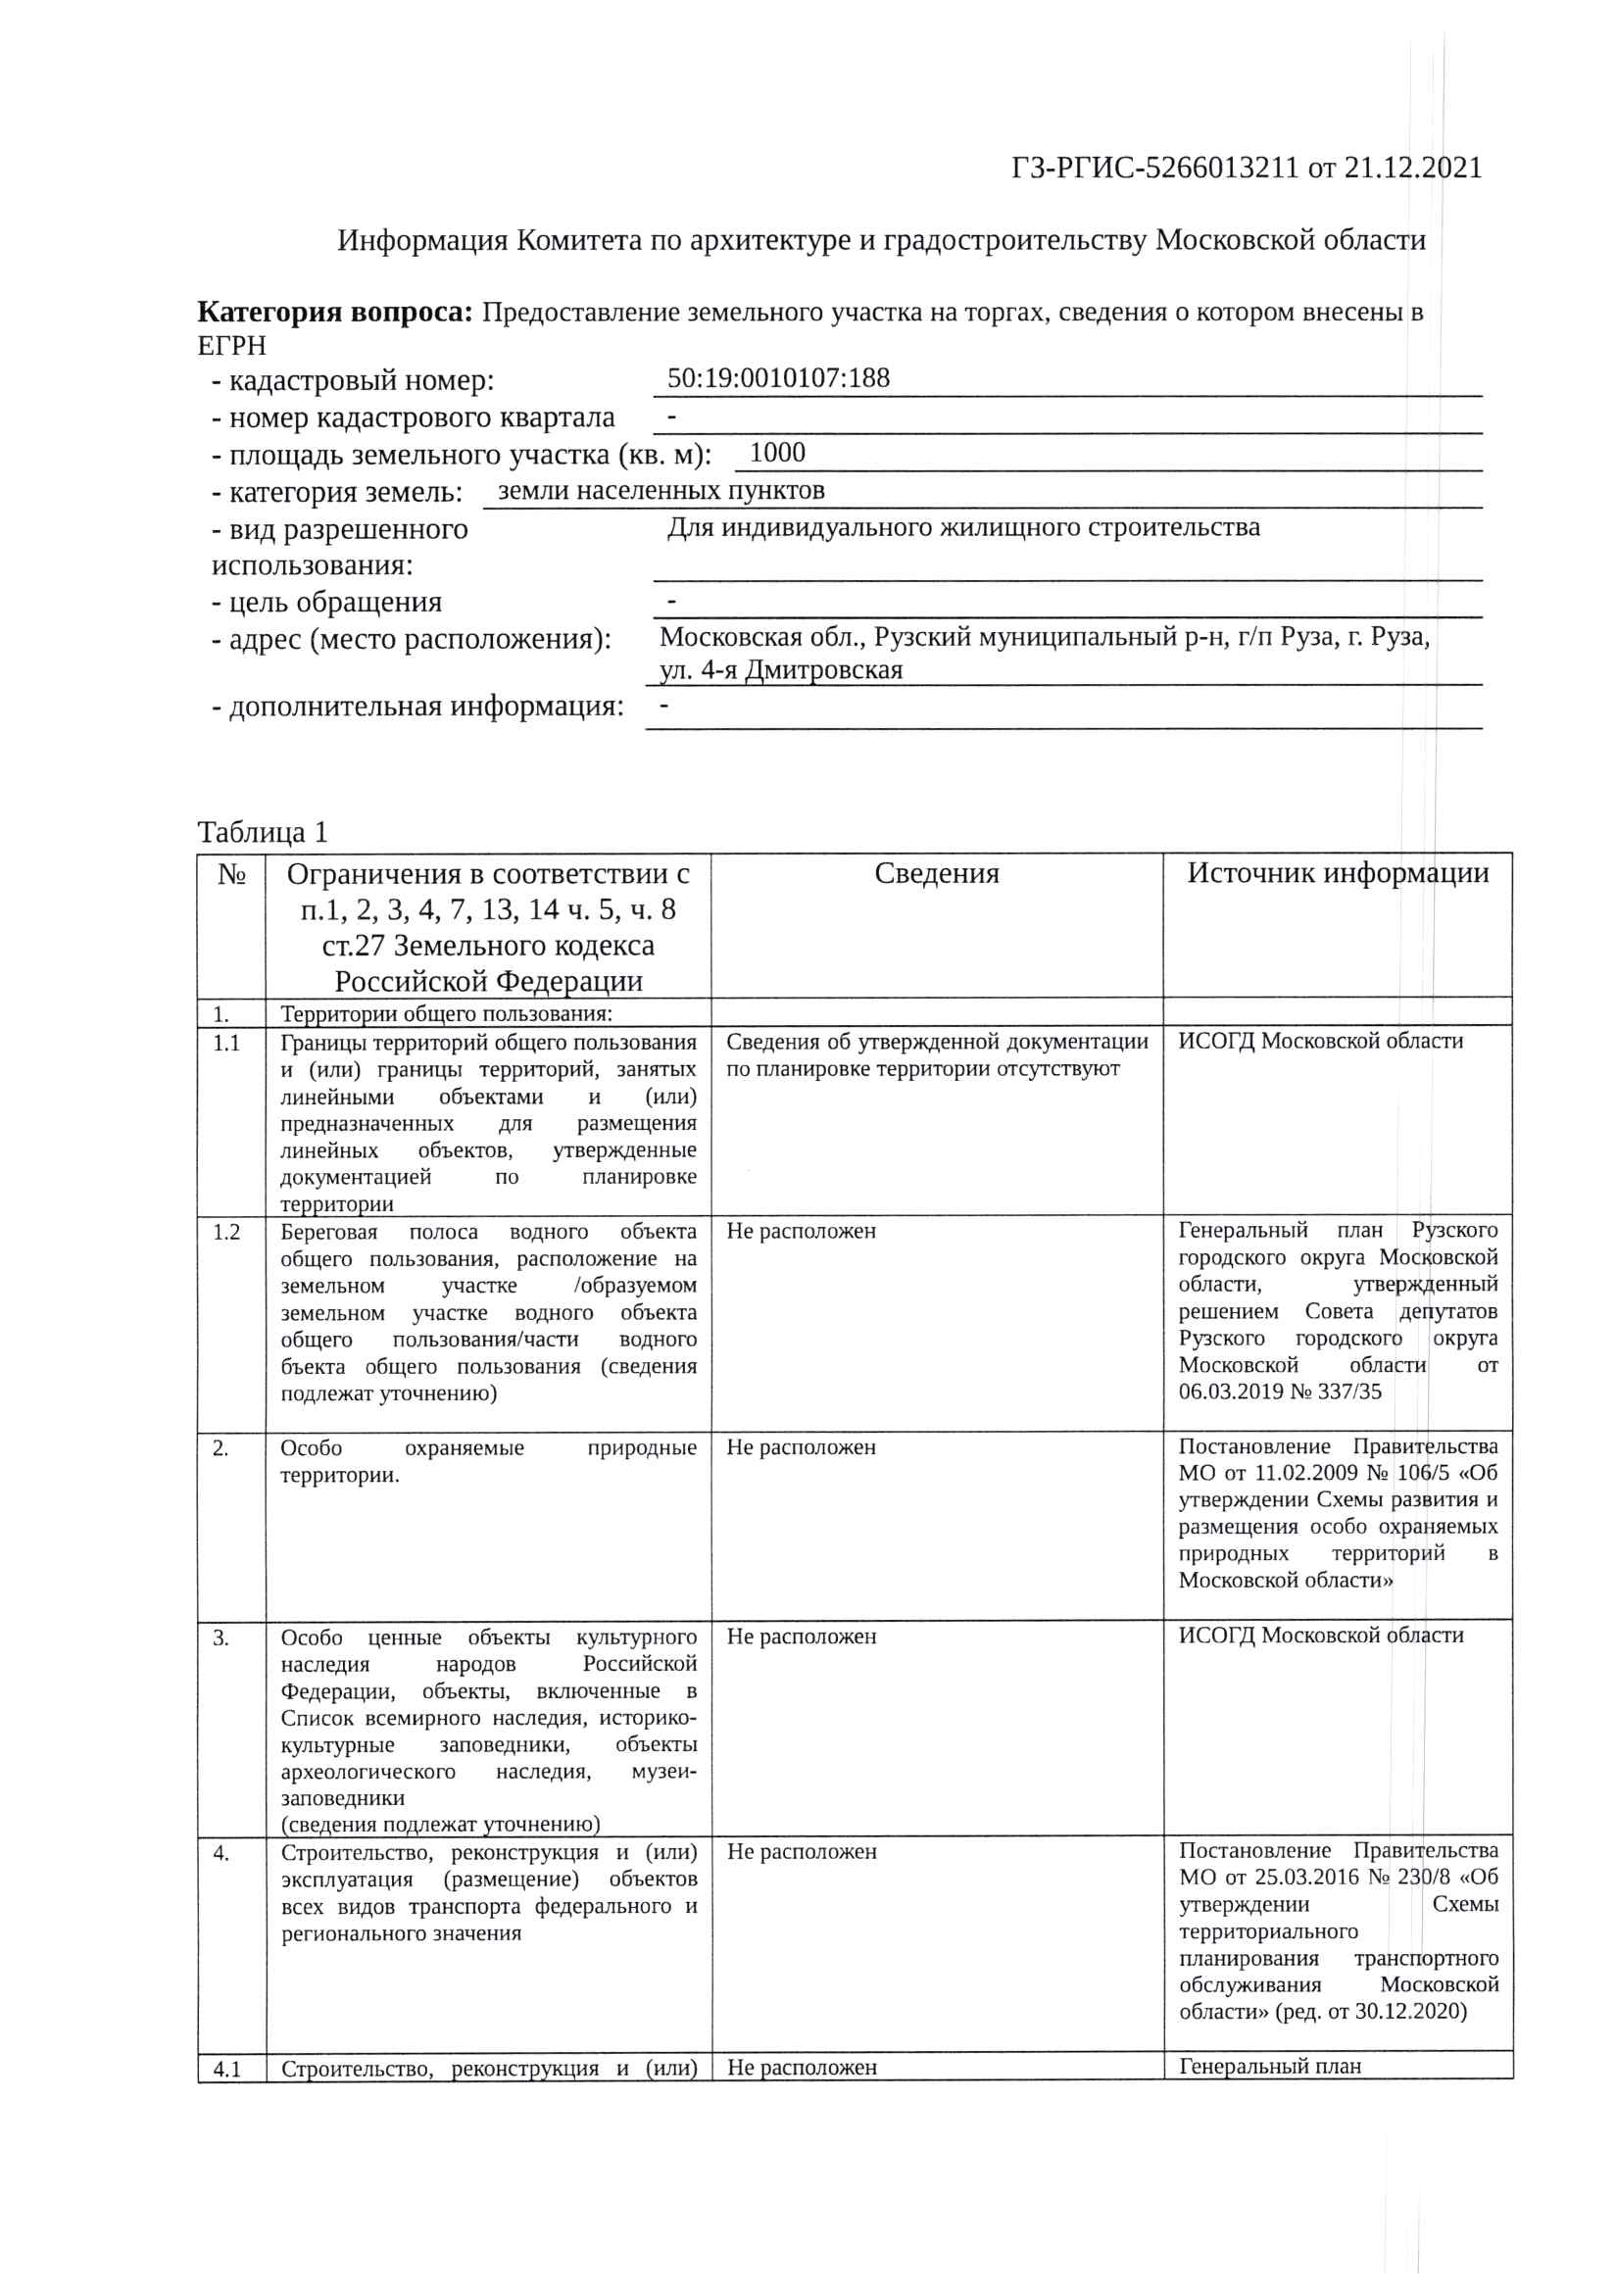 ГЗ-РГИС-5266013211 от 21.12.2021
Информация Комитета по архитектуре и градостроительству Московской области
Категория вопроса: Предоставление земельного участка на торгах, сведения о котором внесены в
ЕГРН
- кадастровый номер: 50:19:0010107:188
- номер кадастрового квартала -
- площадь земельного участка (кв. м): 1000
- категория земель: земли населенных пунктов
- вид разрешенного Для индивидуального жилищного строительства
использования:
- цель обращения -
- адрес (место расположения): Московская обл., Рузский муниципальный р-н, г/п Руза, г. Руза,
ул. 4-я Дмитровская
- дополнительная информация: -
Таблица 1
№
Ограничения в соответствии с
п.1, 2, 3, 4, 7, 13, 14 ч. 5, ч. 8
ст.27 Земельного кодекса
Российской Федерации
Сведения
Источник информации
1.
Территории общего пользования:
1.1
Границы территорий общего пользования
и (или) границы территорий, занятых
линейными объектами и (или)
предназначенных для размещения
линейных объектов, утвержденные
документацией по планировке
территории
Сведения об утвержденной документации
по планировке территории отсутствуют
ИСОГД Московской области
1.2
Береговая полоса водного объекта
общего пользования, расположение на
земельном участке /образуемом
земельном участке водного объекта
общего пользования/части водного
бъекта общего пользования (сведения
подлежат уточнению)
Не расположен
Генеральный план Рузского
городского округа Московской
области, утвержденный
решением Совета депутатов
Рузского городского округа
Московской области от
06.03.2019 № 337/35
2.
Особо охраняемые природные
территории.
Не расположен
Постановление Правительства
МО от 11.02.2009 № 106/5 «Об
утверждении Схемы развития и
размещения особо охраняемых
природных территорий в
Московской области»
3.
Особо ценные объекты культурного
наследия народов Российской
Федерации, объекты, включенные в
Список всемирного наследия, историко-
культурные заповедники, объекты
археологического наследия, музеи-
заповедники
(сведения подлежат уточнению)
Не расположен
ИСОГД Московской области
4.
Строительство, реконструкция и (или)
эксплуатация (размещение) объектов
всех видов транспорта федерального и
регионального значения
Не расположен
Постановление Правительства
МО от 25.03.2016 № 230/8 «Об
утверждении Схемы
территориального
планирования транспортного
обслуживания Московской
области» (ред. от 30.12.2020)
4.1
Строительство, реконструкция и (или)
Не расположен
Генеральный план